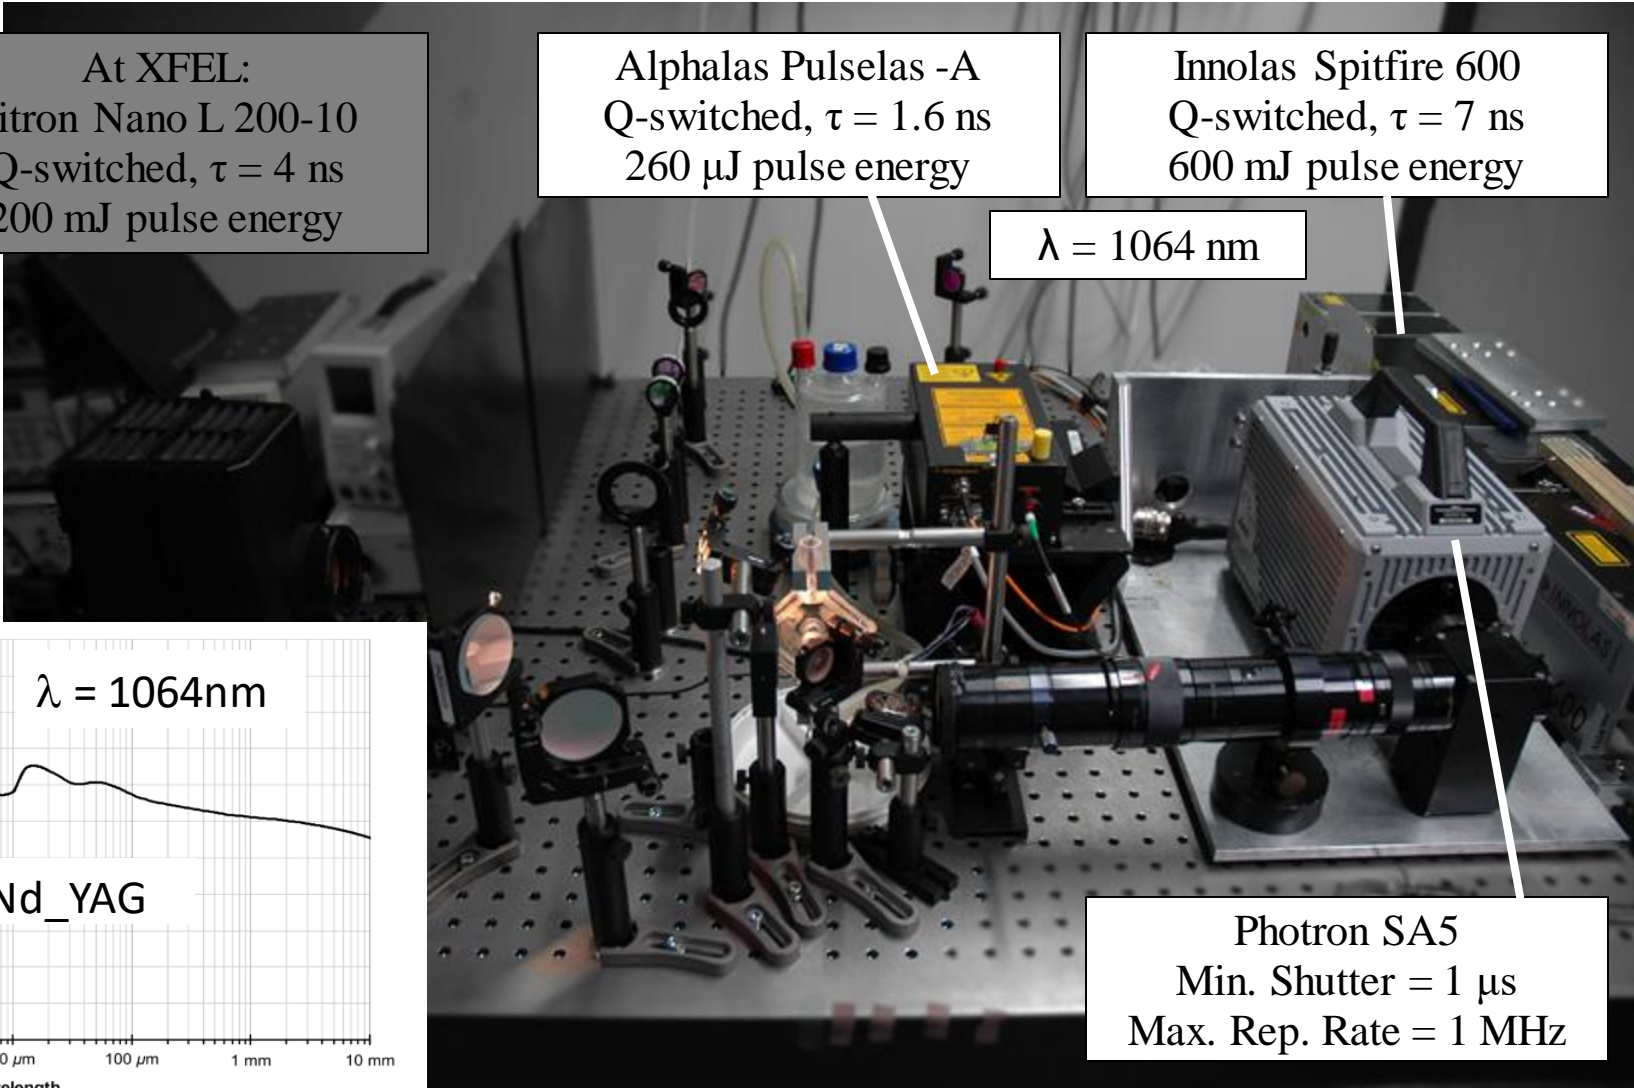 At XFEL:
itron Nano L 200-10
Q-switched, τ = 4 ns
200 mJ pulse energy
Alphalas Pulselas -A
Q-switched, τ = 1.6 ns
260 μJ pulse energy
Innolas Spitfire 600
Q-switched, τ = 7 ns
600 mJ pulse energy
λ = 1064 nm
λ = 1064nm
Nd_YAG
0 μm
100 μm
1 mm
10 mm
INNOLAS
Photron SA5
Min. Shutter = 1 μs
Max. Rep. Rate = 1 MHz